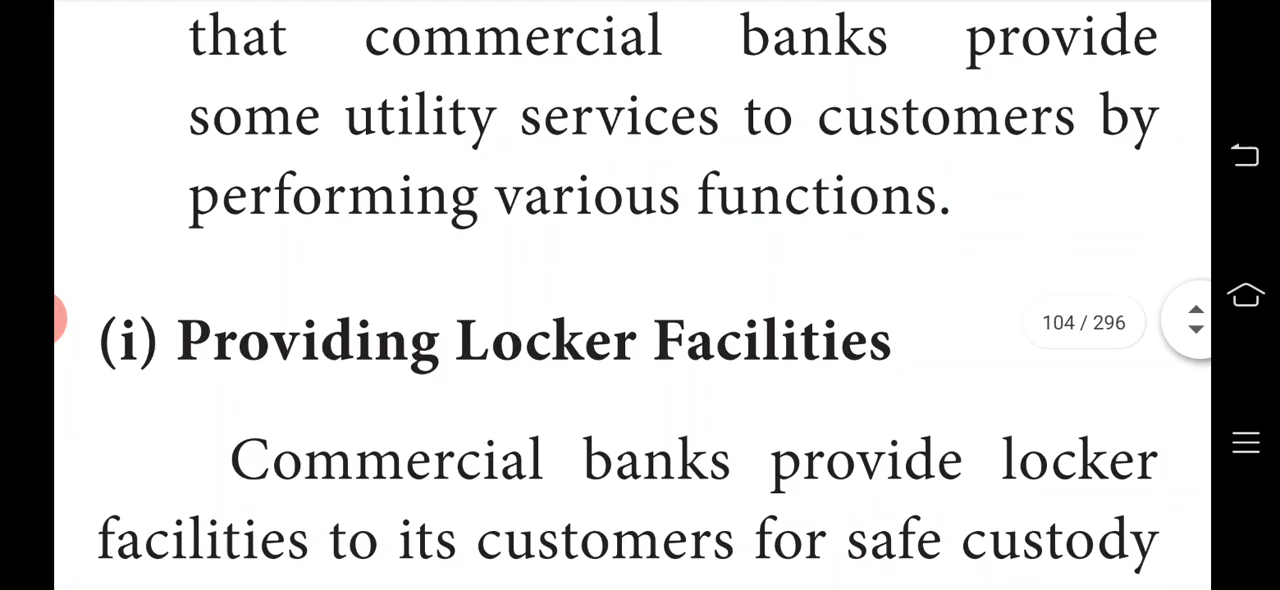 that commercial banks provide
some utility services to customers by
performing various functions.
(i) Providing Locker Facilities
104 / 296
Commercial banks provide locker
facilities to its customers for safe custody